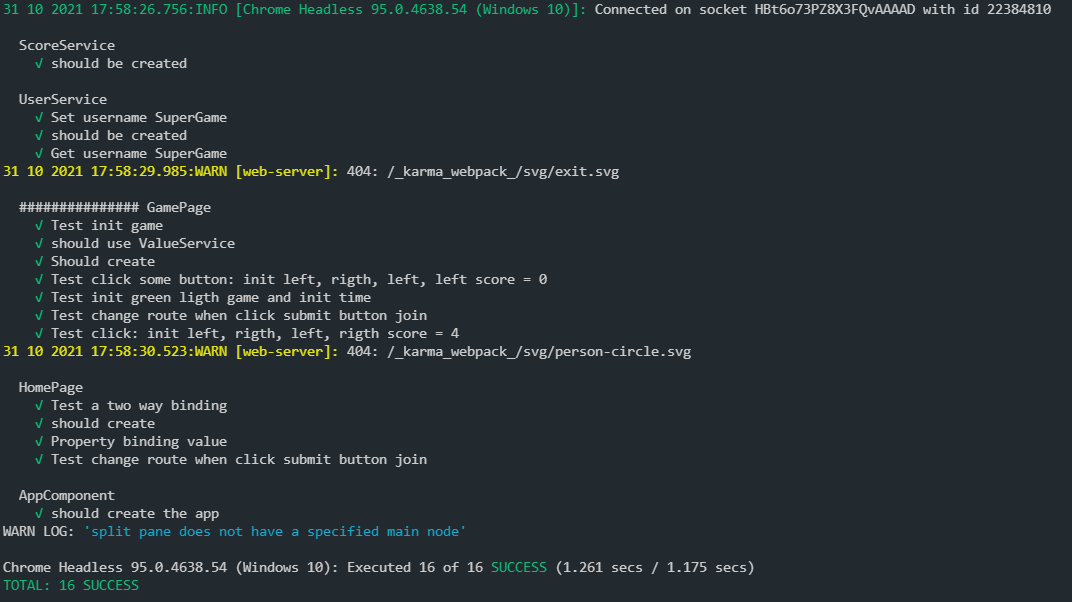 31 10 2021 17:58:26.756:INFO [Chrome Headless 95.0.4638.54 (Windows 10)]: Connected on socket HBt6o73PZ8X3FQvAAAAD with id 22384810
ScoreService
√ should be created
UserService
√ Set username SuperGame
√ should be created
√ Get username SuperGame
31 10 2021 17:58:29.985:WARN [web-server]: 404: /_karma_webpack_/svg/exit.svg
############### GamePage
√ Test init game
√ should use ValueService
√ Should create
√ Test click some button: init left, rigth, left, left score = 0
√ Test init green ligth game and init time
√ Test change route when click submit button join
√ Test click: init left, rigth, left, rigth score = 4
31 10 2021 17:58:30.523:WARN [web-server]: 404: /_karma_webpack_/svg/person-circle.svg
HomePage
√ Test a two way binding
√ should create
√ Property binding value
√ Test change route when click submit button join
AppComponent
√ should create the app
WARN LOG: 'split pane does not have a specified main node'
Chrome Headless 95.0.4638.54 (Windows 10): Executed 16 of 16 SUCCESS (1.261 secs / 1.175 secs)
TOTAL: 16 SUCCESS